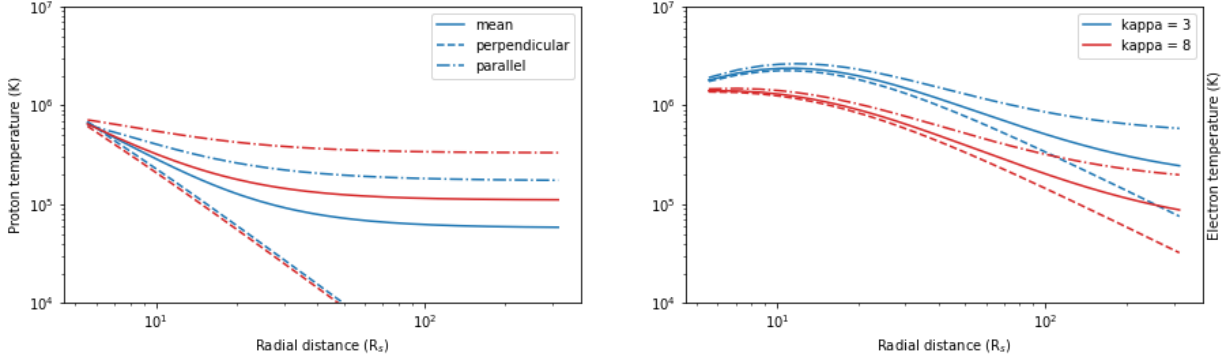 10^7
10^6
10^5
10^4
Proton temperature (K)
mean
perpendicular
parallel
10^1
10^2
Radial distance (R_s)
10^7
10^6
10^5
10^4
kappa = 3
kappa = 8
Electron temperature (K)
10^1
10^2
Radial distance (R_s)